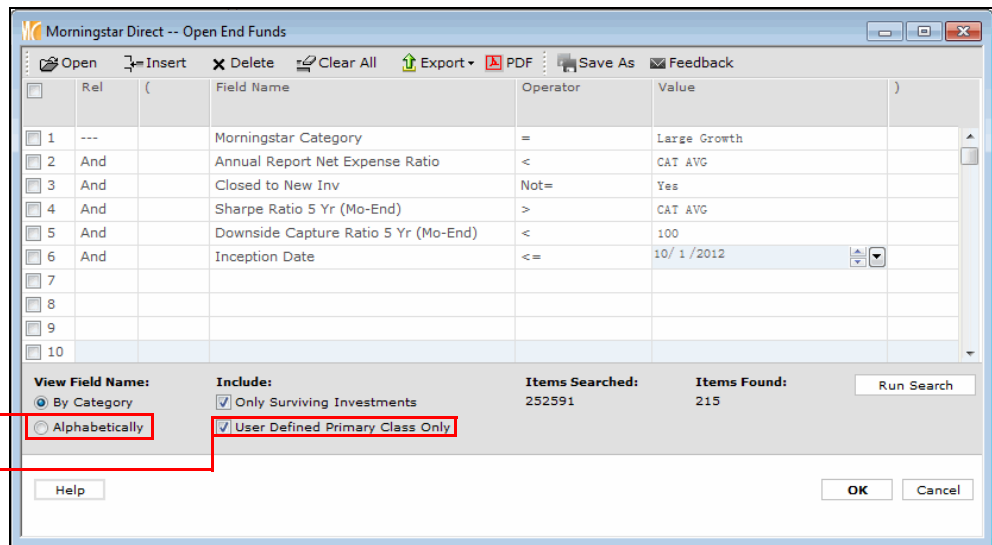 Morningstar Direct -- Open End Funds
Open Insert Delete Clear All Export PDF Save As Feedback
Rel ( Field Name Operator Value )
1 --- Morningstar Category = Large Growth
2 And Annual Report Net Expense Ratio < CAT AVG
3 And Closed to New Inv Not= Yes
4 And Sharpe Ratio 5 Yr (Mo-End) > CAT AVG
5 And Downside Capture Ratio 5 Yr (Mo-End) < 100
6 And Inception Date <= 10/ 1 /2012
7
8
9
10
View Field Name: Include: Items Searched: Items Found: Run Search
By Category Only Surviving Investments 252591 215
Alphabetically User Defined Primary Class Only
Help OK Cancel